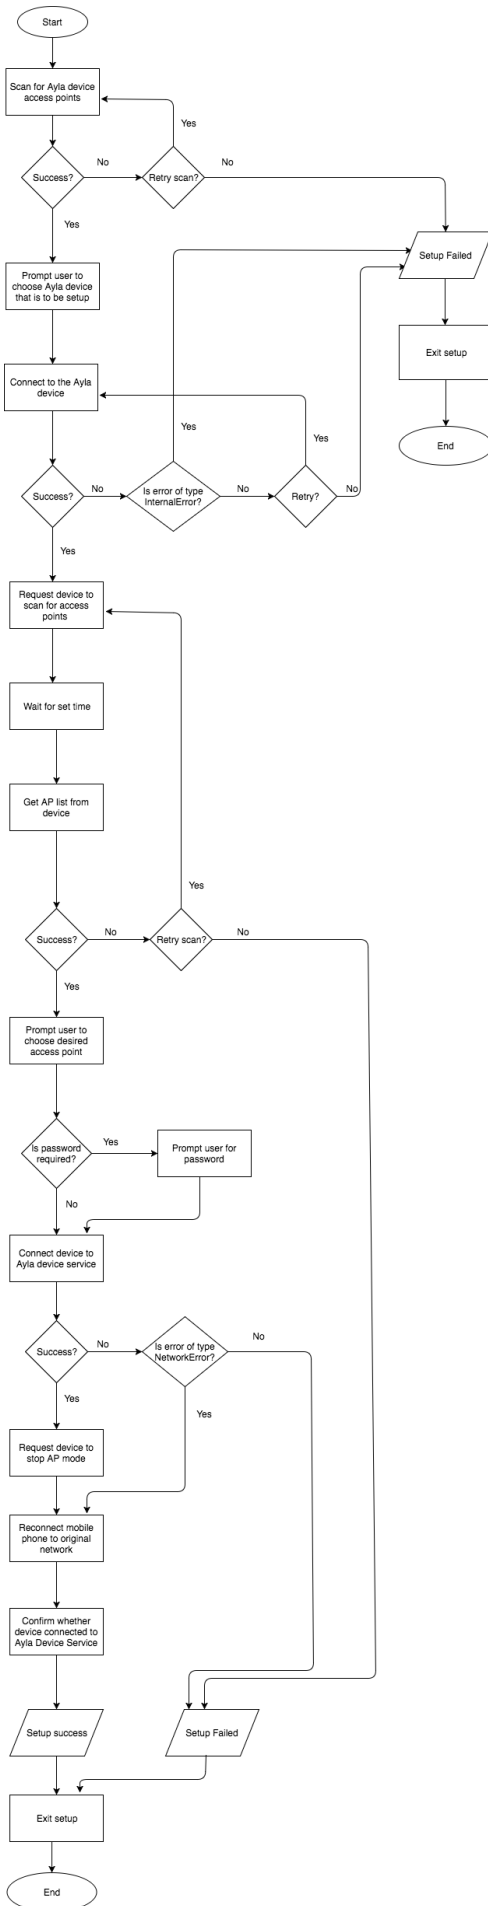 Start
Scan for Ayla device
access points
Yes
No
No
Success?
Retry scan?
Yes
Setup Failed
Prompt user to
choose Ayla device
that is to be setup
Exit setup
Connect to the Ayla
device
Yes
Yes
End
No
No
No
Success?
Is error of type
InternalError?
Retry?
Yes
Request device to
scan for access
points
Wait for set time
Get AP list from
device
Yes
No
No
Success?
Retry scan?
Yes
Prompt user to
choose desired
access point
Is password
required?
Yes
Prompt user for
password
No
Connect device to
Ayla device service
No
No
Success?
Is error of type
NetworkError?
Yes
Yes
Request device to
stop AP mode
Reconnect mobile
phone to original
network
Confirm whether
device connected to
Ayla Device Service
Setup success
Setup Failed
Exit setup
End